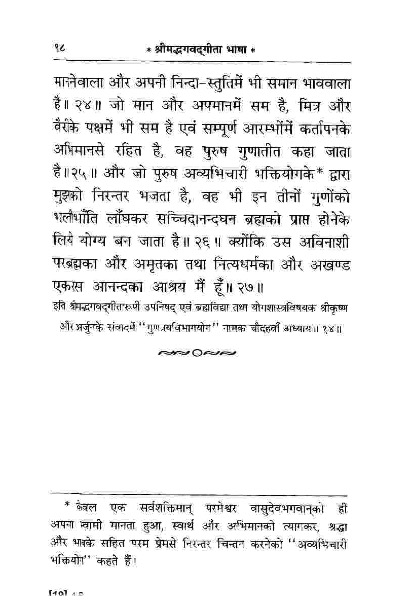 ९८ * श्रीमद्भगवद्‌गीता भाषा *
माननेवाला और अपनी निन्दा-स्तुतिमें भी समान भाववाला
है॥ २४॥ जो मान और अपमानमें सम है, मित्र और
वैरीके पक्षमें भी सम है एवं सम्पूर्ण आरम्भोंमें कर्तापनके
अभिमानसे रहित है, वह पुरुष गुणातीत कहा जाता
है॥२५॥ और जो पुरुष अव्यभिचारी भक्तियोगके* द्वारा
मुझको निरन्तर भजता है, वह भी इन तीनों गुणोंको
भलीभाँति लाँघकर सच्चिदानन्दघन ब्रह्मको प्राप्त होनेके
लिये योग्य बन जाता है॥ २६॥ क्योंकि उस अविनाशी
परब्रह्मका और अमृतका तथा नित्यधर्मका और अखण्ड
एकरस आनन्दका आश्रय मैं हूँ॥ २७॥
इति श्रीमद्भगवद्‌गीतारूपी उपनिषद् एवं ब्रह्मविद्या तथा योगशास्त्रविषयक श्रीकृष्ण
और अर्जुनके संवादमें ''गुणत्रयविभागयोग'' नामक चौदहवाँ अध्याय॥ १४॥
* केवल एक सर्वशक्तिमान् परमेश्वर वासुदेवभगवान्‌को ही
अपना स्वामी मानता हुआ, स्वार्थ और अभिमानको त्यागकर, श्रद्धा
और भावके सहित परम प्रेमसे निरन्तर चिन्तन करनेको ''अव्यभिचारी
भक्तियोग'' कहते हैं।